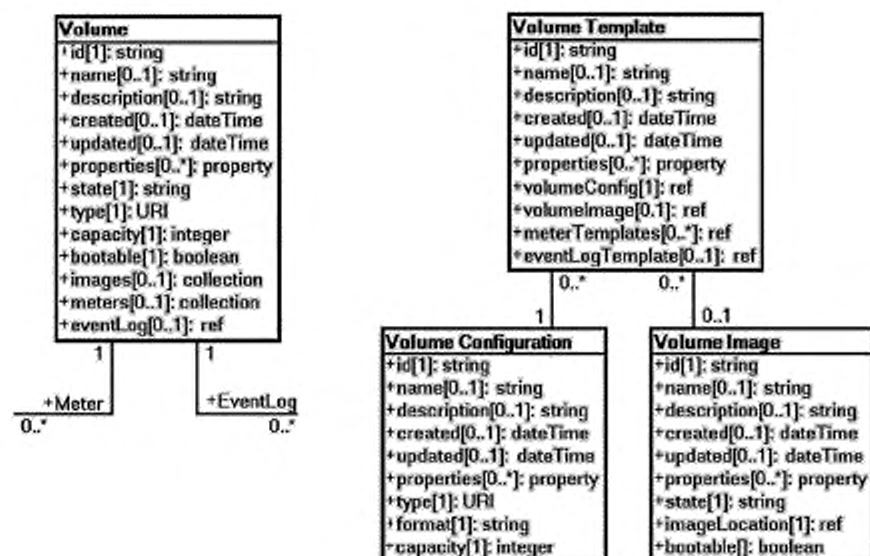 Volume
+id[1]: string
+name[0..1]: string
+description[0..1]: string
+created[0..1]: dateTime
+updated[0..1]: dateTime
+properties[0..*]: property
+state[1]: string
+type[1]: URI
+capacity[1]: integer
+bootable[1]: boolean
+images[0..1]: collection
+meters[0..1]: collection
+eventLog[0..1]: ref
1
1
+Meter
+EventLog
0..*
0..*
Volume Template
+id[1]: string
+name[0..1]: string
+description[0..1]: string
+created[0..1]: dateTime
+updated[0..1]: dateTime
+properties[0..*]: property
+volumeConfig[1]: ref
+volumeImage[0.1]: ref
+meterTemplates[0..*]: ref
+eventLogTemplate[0..1]: ref
0..*
0..*
1
0..1
Volume Configuration
+id[1]: string
+name[0..1]: string
+description[0..1]: string
+created[0..1]: dateTime
+updated[0..1]: dateTime
+properties[0..*]: property
+type[1]: URI
+format[1]: string
+capacity[1]: integer
Volume Image
+id[1]: string
+name[0..1]: string
+description[0..1]: string
+created[0..1]: dateTime
+updated[0..1]: dateTime
+properties[0..*]: property
+state[1]: string
+imageLocation[1]: ref
+bootable[]: boolean